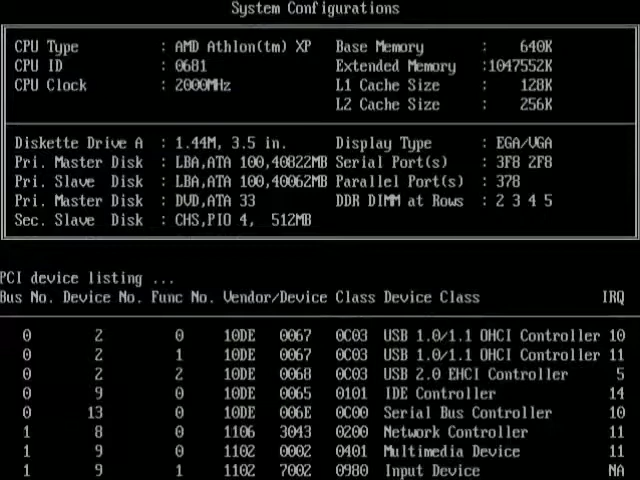 System Configurations
CPU Type : AMD Athlon(tm) XP Base Memory : 640K
CPU ID : 0681 Extended Memory :1047552K
CPU Clock : 2000MHz L1 Cache Size : 128K
L2 Cache Size : 256K
Diskette Drive A : 1.44M, 3.5 in. Display Type : EGA/VGA
Pri. Master Disk : LBA,ATA 100,40822MB Serial Port(s) : 3F8 2F8
Pri. Slave Disk : LBA,ATA 100,40062MB Parallel Port(s) : 378
Pri. Master Disk : DVD,ATA 33 DDR DIMM at Rows : 2 3 4 5
Sec. Slave Disk : CHS,PIO 4, 512MB
PCI device listing ...
Bus No. Device No. Func No. Vendor/Device Class Device Class IRQ
0 2 0 10DE 0067 0C03 USB 1.0/1.1 OHCI Controller 10
0 2 1 10DE 0067 0C03 USB 1.0/1.1 OHCI Controller 11
0 2 2 10DE 0068 0C03 USB 2.0 EHCI Controller 5
0 9 0 10DE 0065 0101 IDE Controller 14
0 13 0 10DE 006E 0C00 Serial Bus Controller 10
1 8 0 1106 3043 0200 Network Controller 11
1 9 0 1102 0002 0401 Multimedia Device 11
1 9 1 1102 7002 0980 Input Device NA